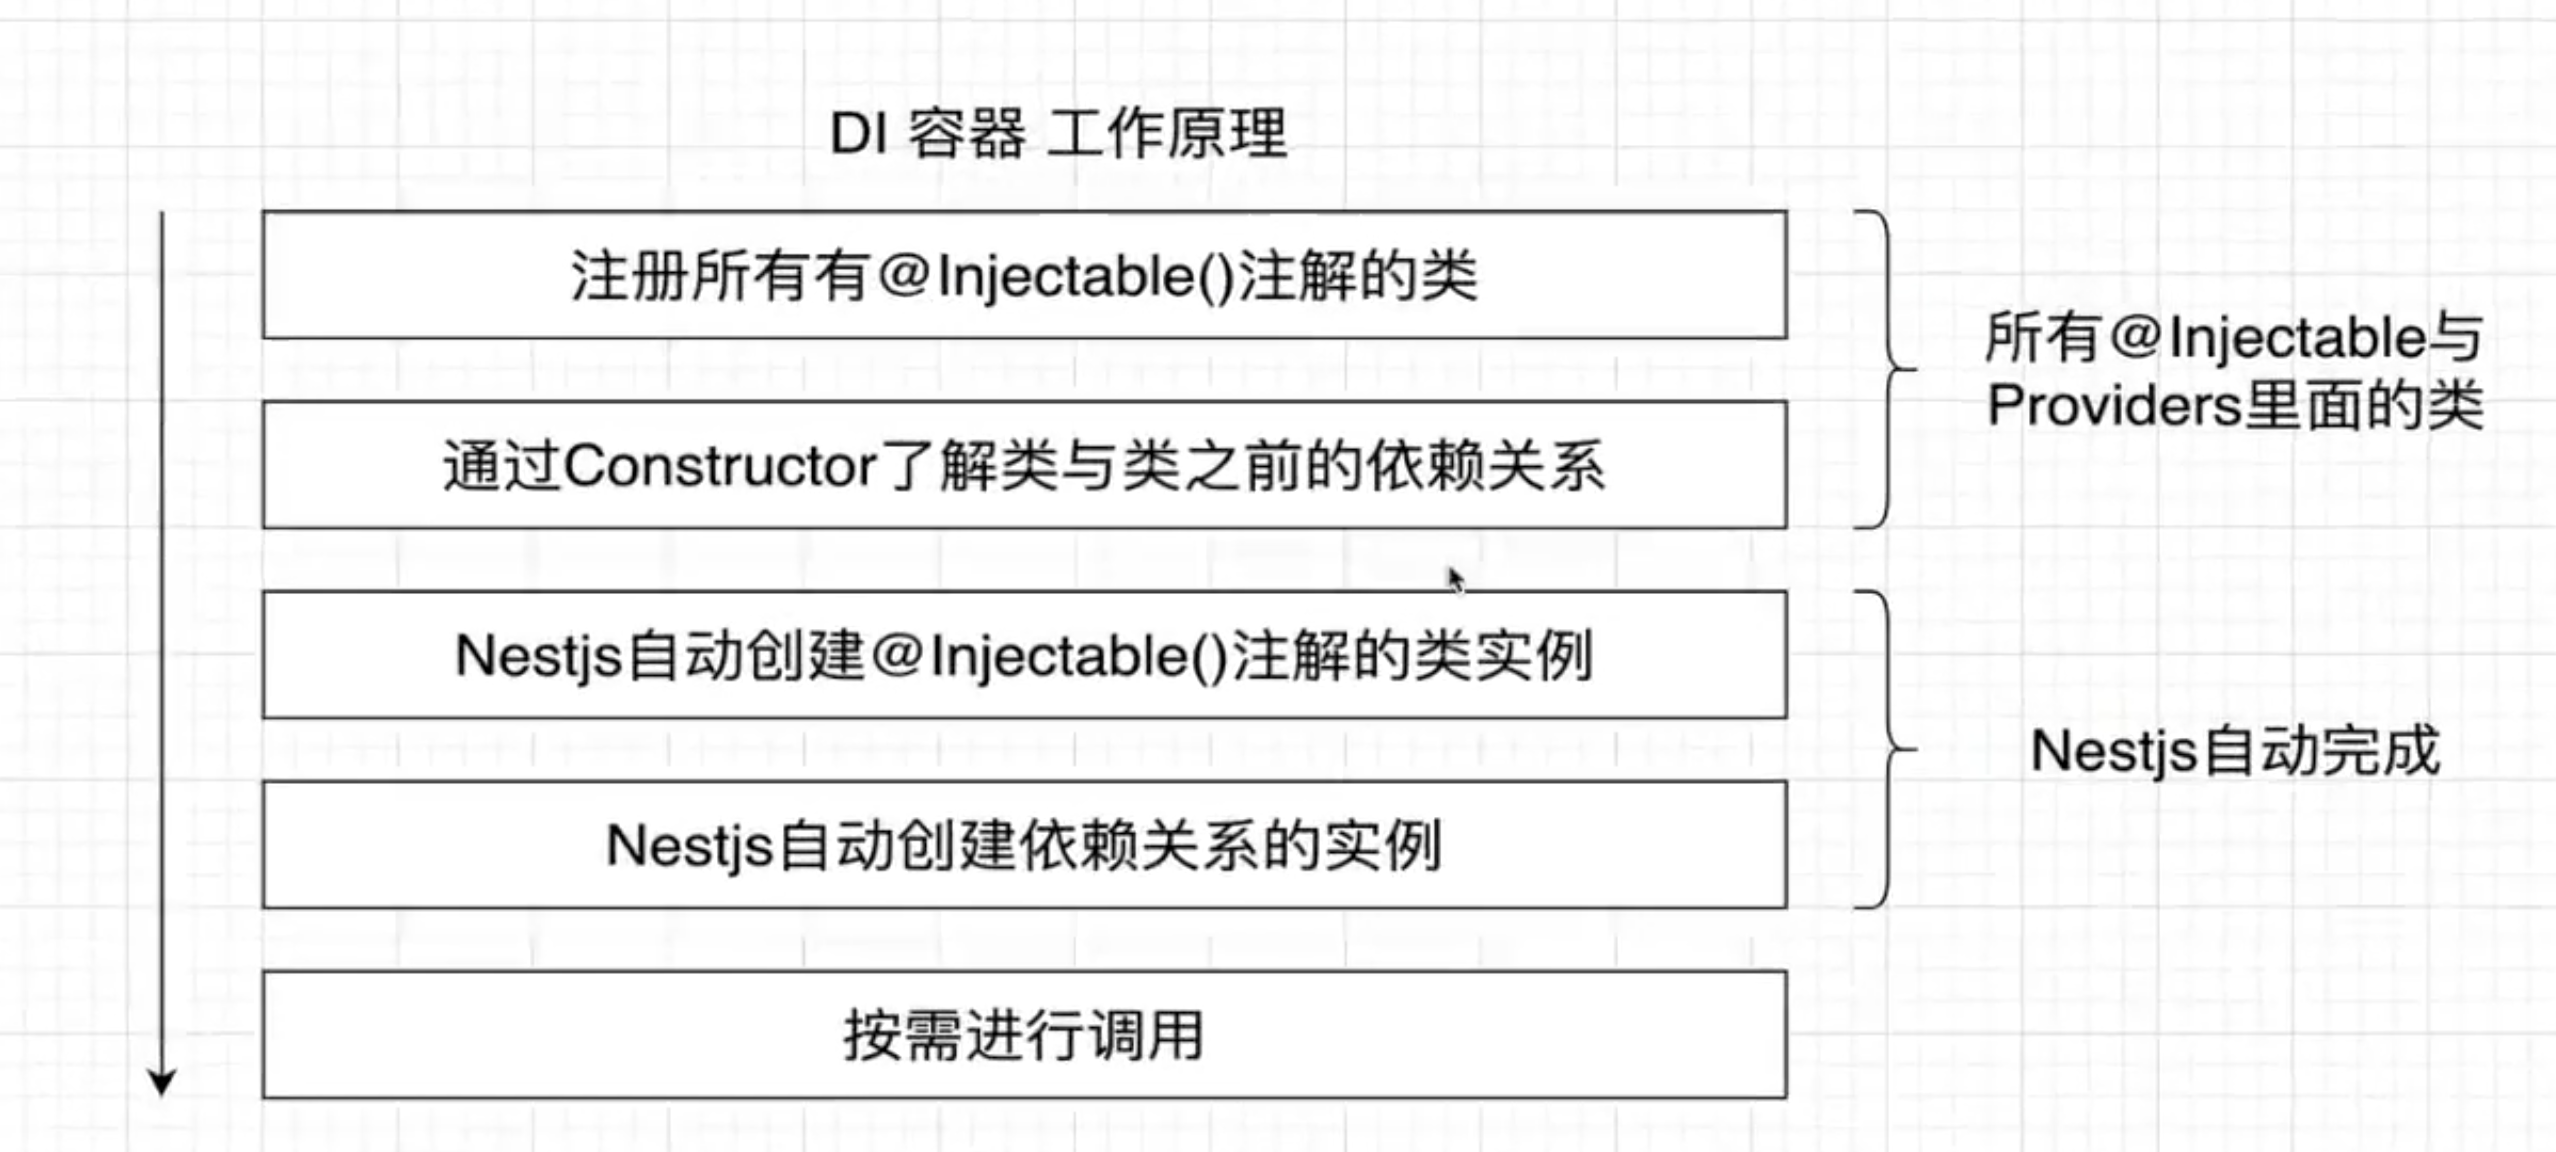 DI 容器 工作原理
注册所有有@Injectable()注解的类
通过Constructor了解类与类之前的依赖关系
所有@Injectable与
Providers里面的类
Nestjs自动创建@Injectable()注解的类实例
Nestjs自动创建依赖关系的实例
Nestjs自动完成
按需进行调用